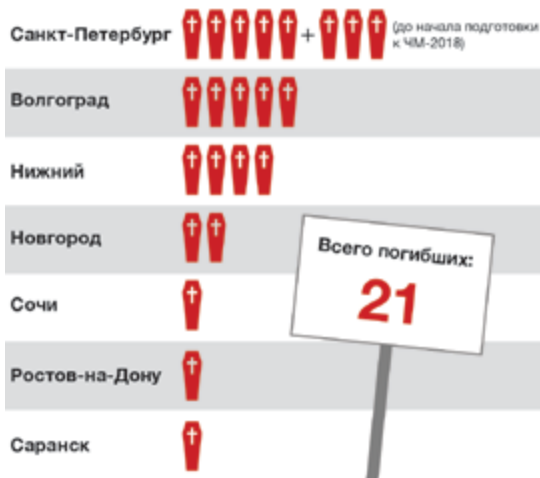 Санкт-Петербург + (до начала подготовки
к ЧМ-2018)
Волгоград
Нижний
Новгород
Всего погибших:
21
Сочи
Ростов-на-Дону
Саранск